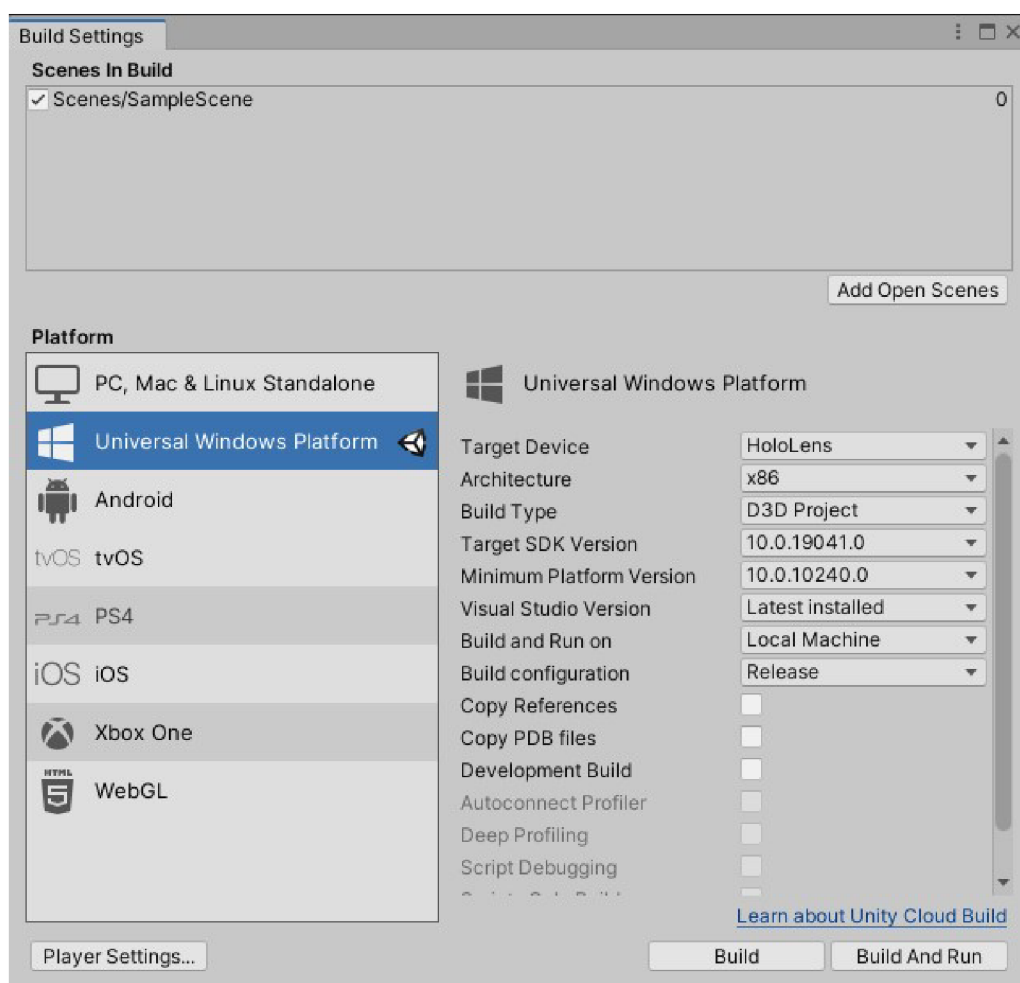 Build Settings
Scenes In Build
Scenes/SampleScene 0
Add Open Scenes
Platform
PC, Mac & Linux Standalone
Universal Windows Platform
Android
tvOS tvOS
PS4 PS4
iOS iOS
Xbox One
HTML
5 WebGL
Universal Windows Platform
Target Device HoloLens
Architecture x86
Build Type D3D Project
Target SDK Version 10.0.19041.0
Minimum Platform Version 10.0.10240.0
Visual Studio Version Latest installed
Build and Run on Local Machine
Build configuration Release
Copy References
Copy PDB files
Development Build
Autoconnect Profiler
Deep Profiling
Script Debugging
Learn about Unity Cloud Build
Player Settings...
Build
Build And Run